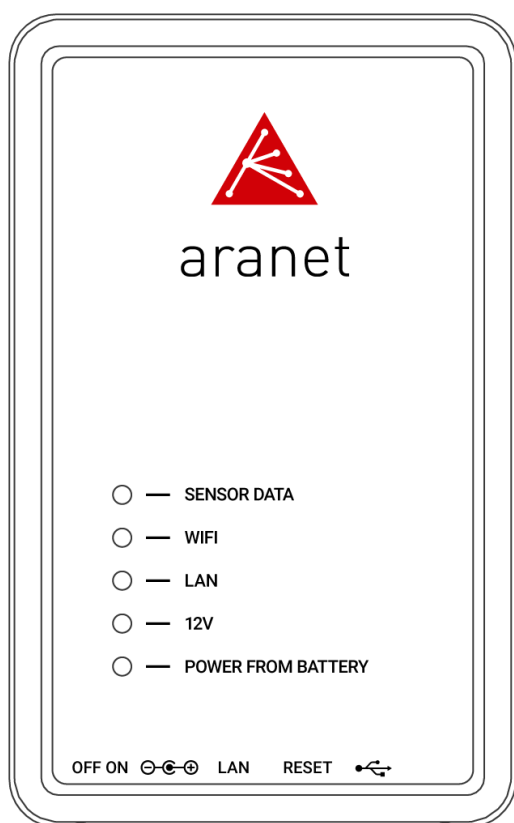 aranet
SENSOR DATA
WIFI
LAN
12V
POWER FROM BATTERY
OFF ON LAN RESET